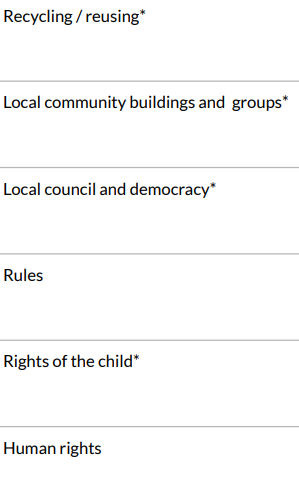 Recycling / reusing*
Local community buildings and  groups*
Local council and democracy*
Rules
Rights of the child*
Human rights